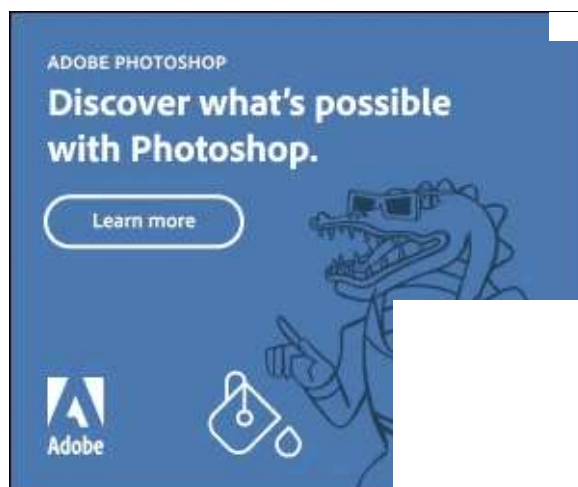 ADOBE PHOTOSHOP
Discover what's possible
with Photoshop.
Learn more
Adobe